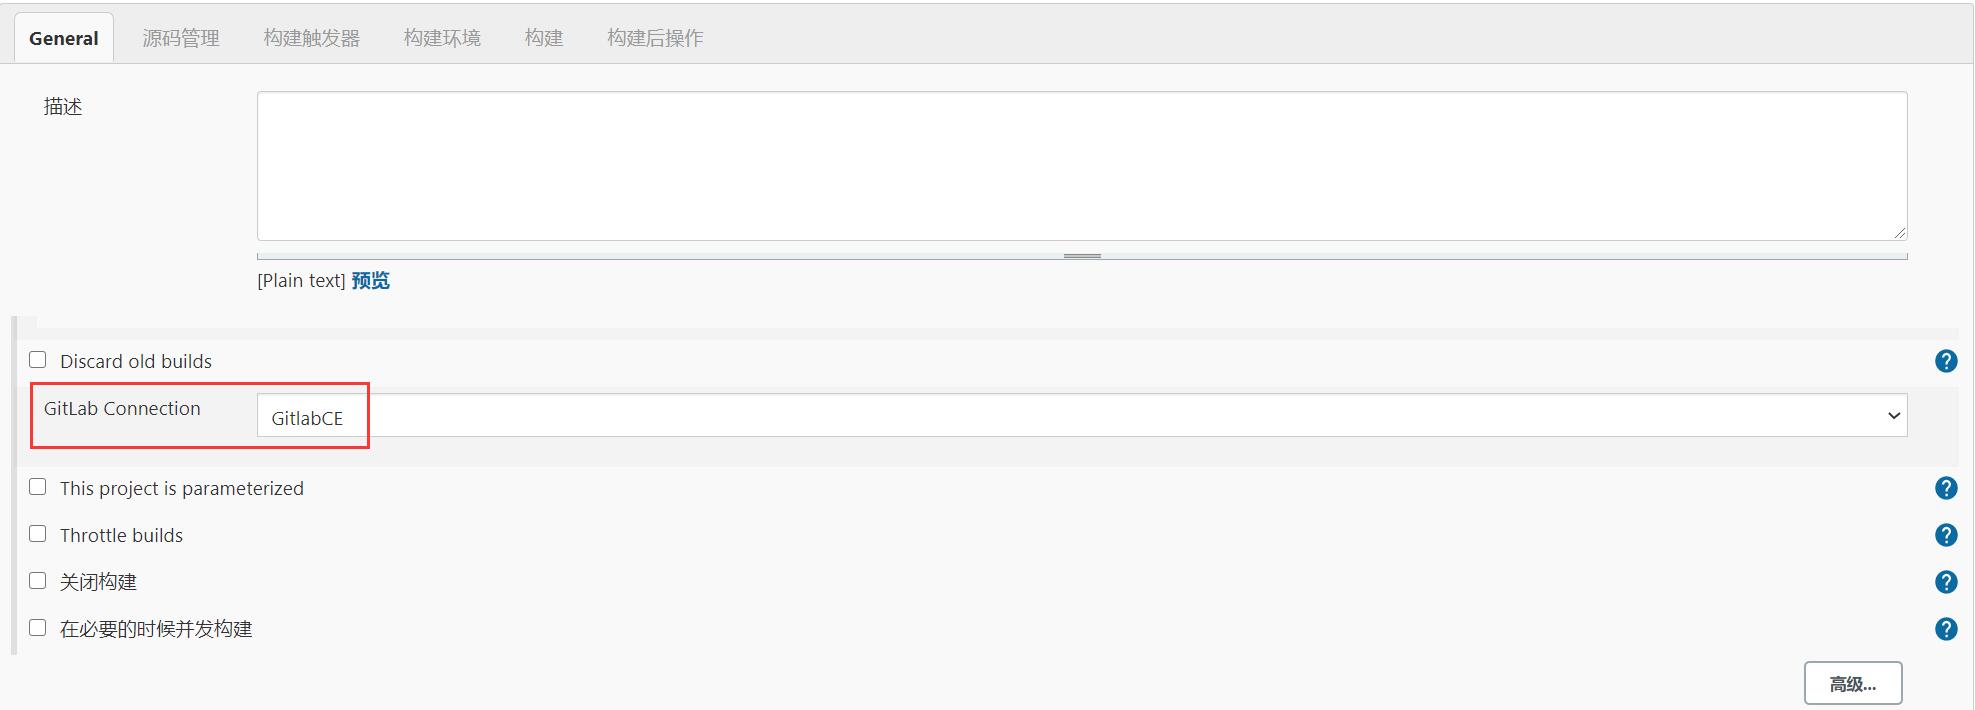 General 源码管理 构建触发器 构建环境 构建 构建后操作
描述
[Plain text] 预览
Discard old builds
GitLab Connection GitlabCE
This project is parameterized
Throttle builds
关闭构建
在必要的时候并发构建
高级...